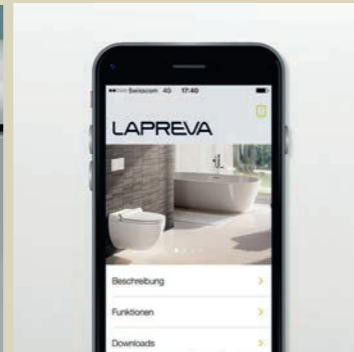 Swisscom 4G 17:40
LAPREVA
Beschreibung
Funktionen
Downloads